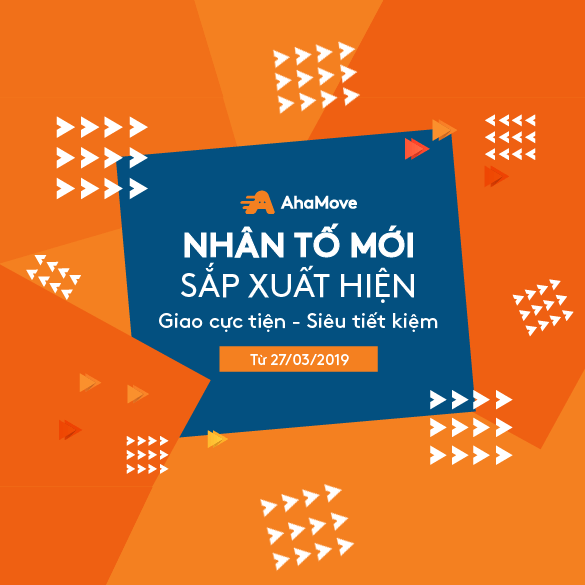 AhaMove
NHÂN TỐ MỚI
SẮP XUẤT HIỆN
Giao cực tiện - Siêu tiết kiệm
Từ 27/03/2019